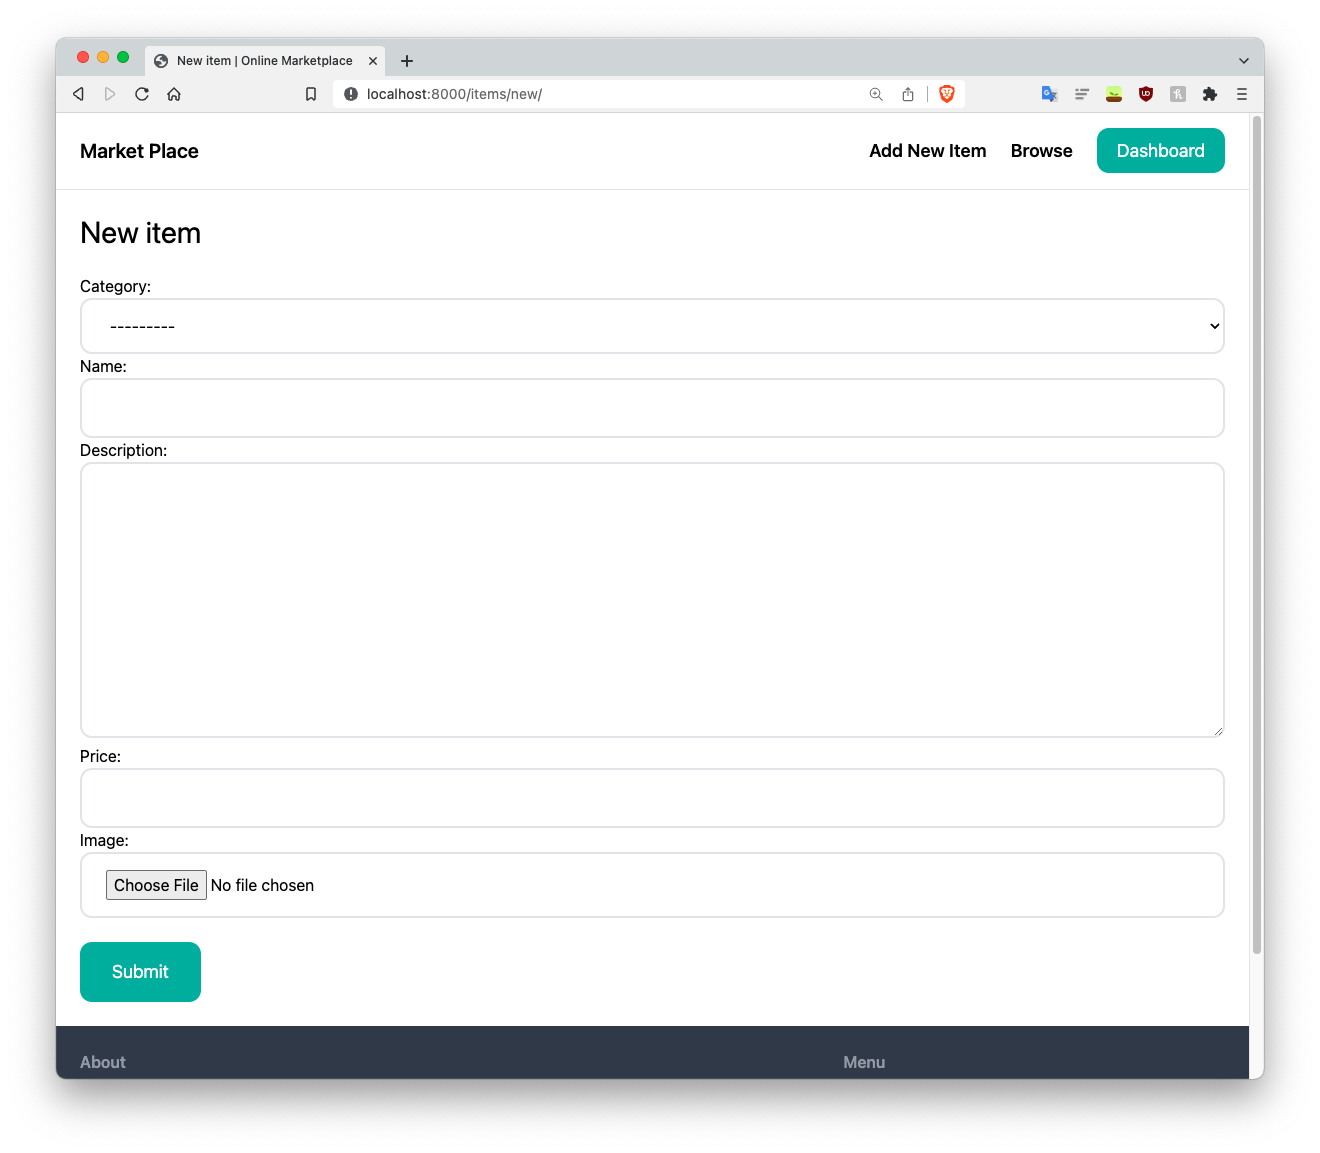 New item | Online Marketplace
localhost:8000/items/new/
Market Place
Add New Item
Browse
Dashboard
New item
Category:
---------
Name:
Description:
Price:
Image:
Choose File No file chosen
Submit
About
Menu